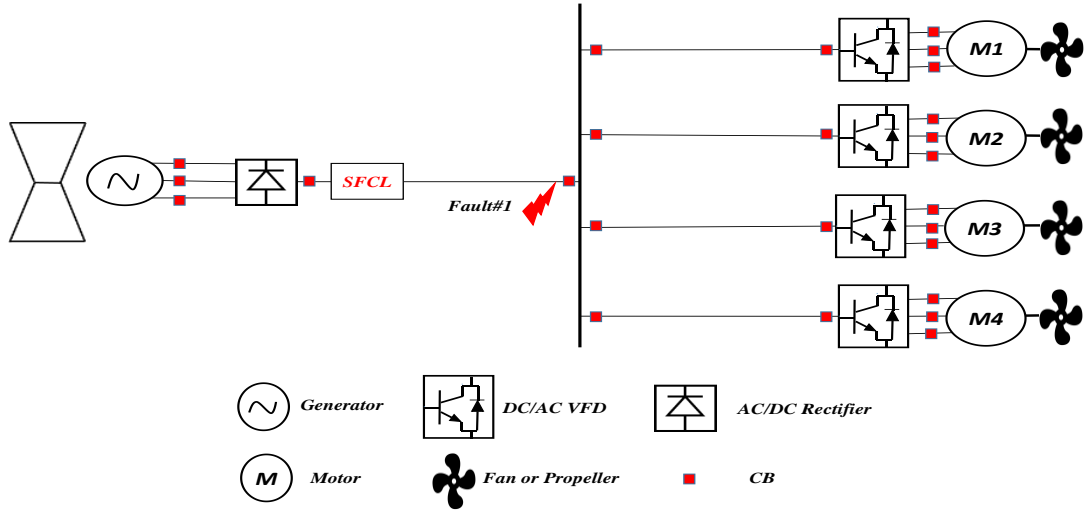 M1
M2
SFCL
Fault#1
M3
M4
Generator
DC/AC VFD
AC/DC Rectifier
M
Motor
Fan or Propeller
CB